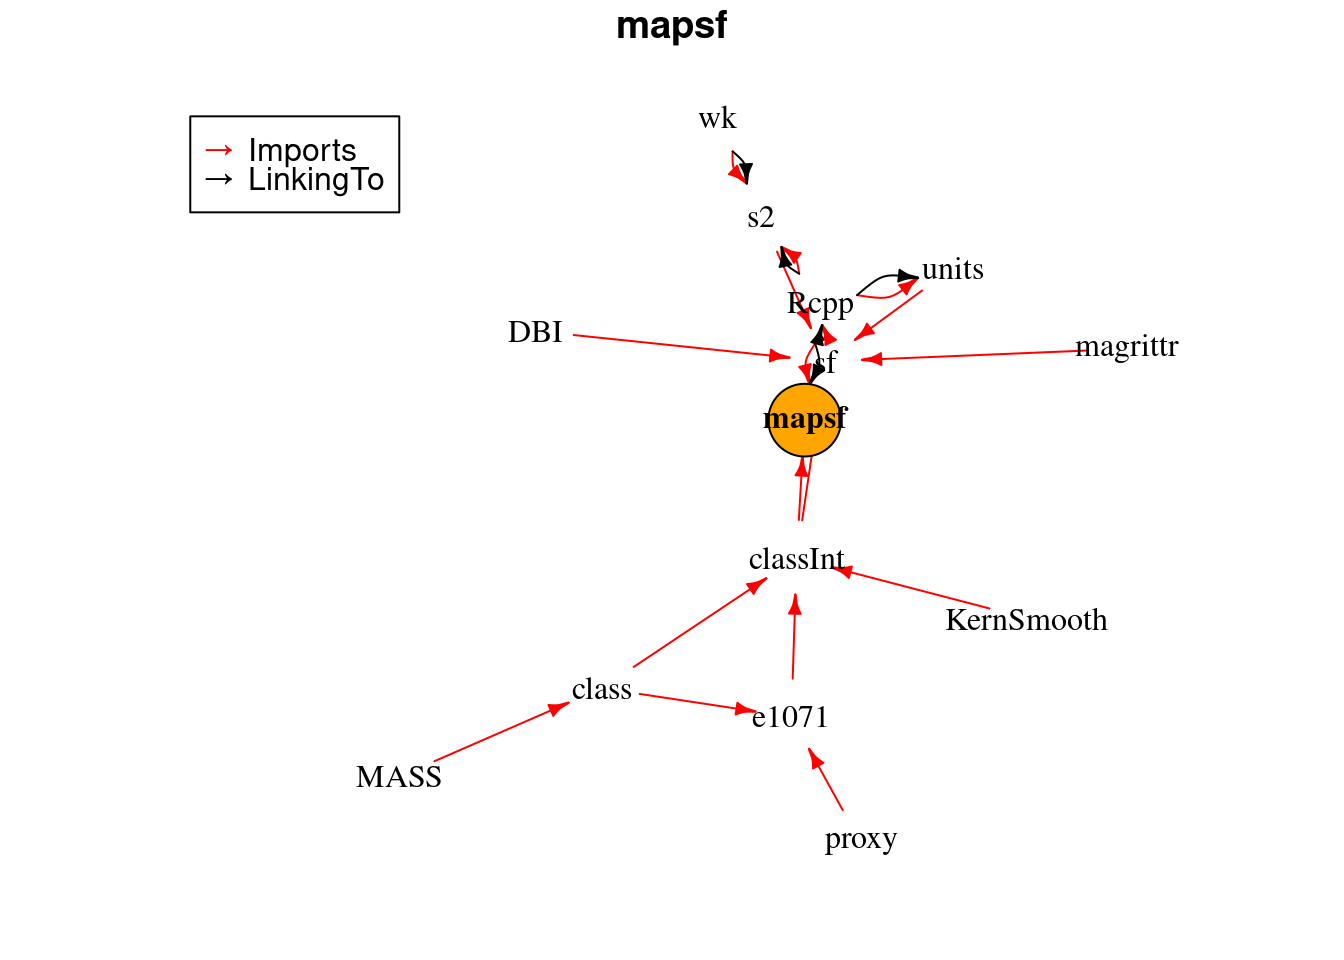 mapsf
wk
→ Imports
→ LinkingTo
s2
units
Rcpp
DBI
magrittr
sf
mapsf
classInt
KernSmooth
class
e1071
MASS
proxy